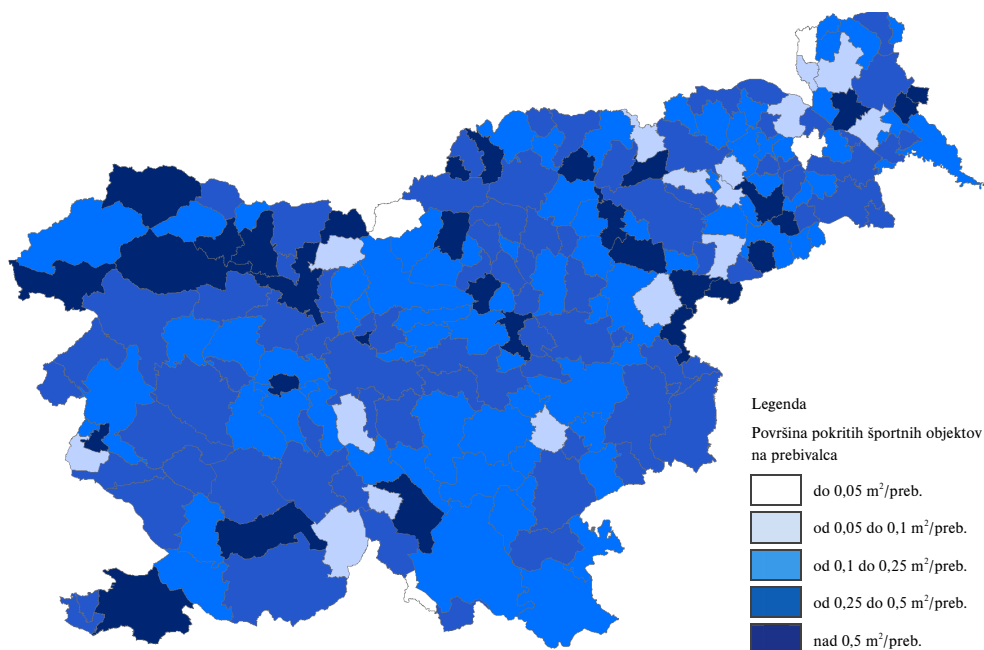 Legenda
Površina pokritih športnih objektov
na prebivalca
do 0,05 m²/preb.
od 0,05 do 0,1 m²/preb.
od 0,1 do 0,25 m²/preb.
od 0,25 do 0,5 m²/preb.
nad 0,5 m²/preb.